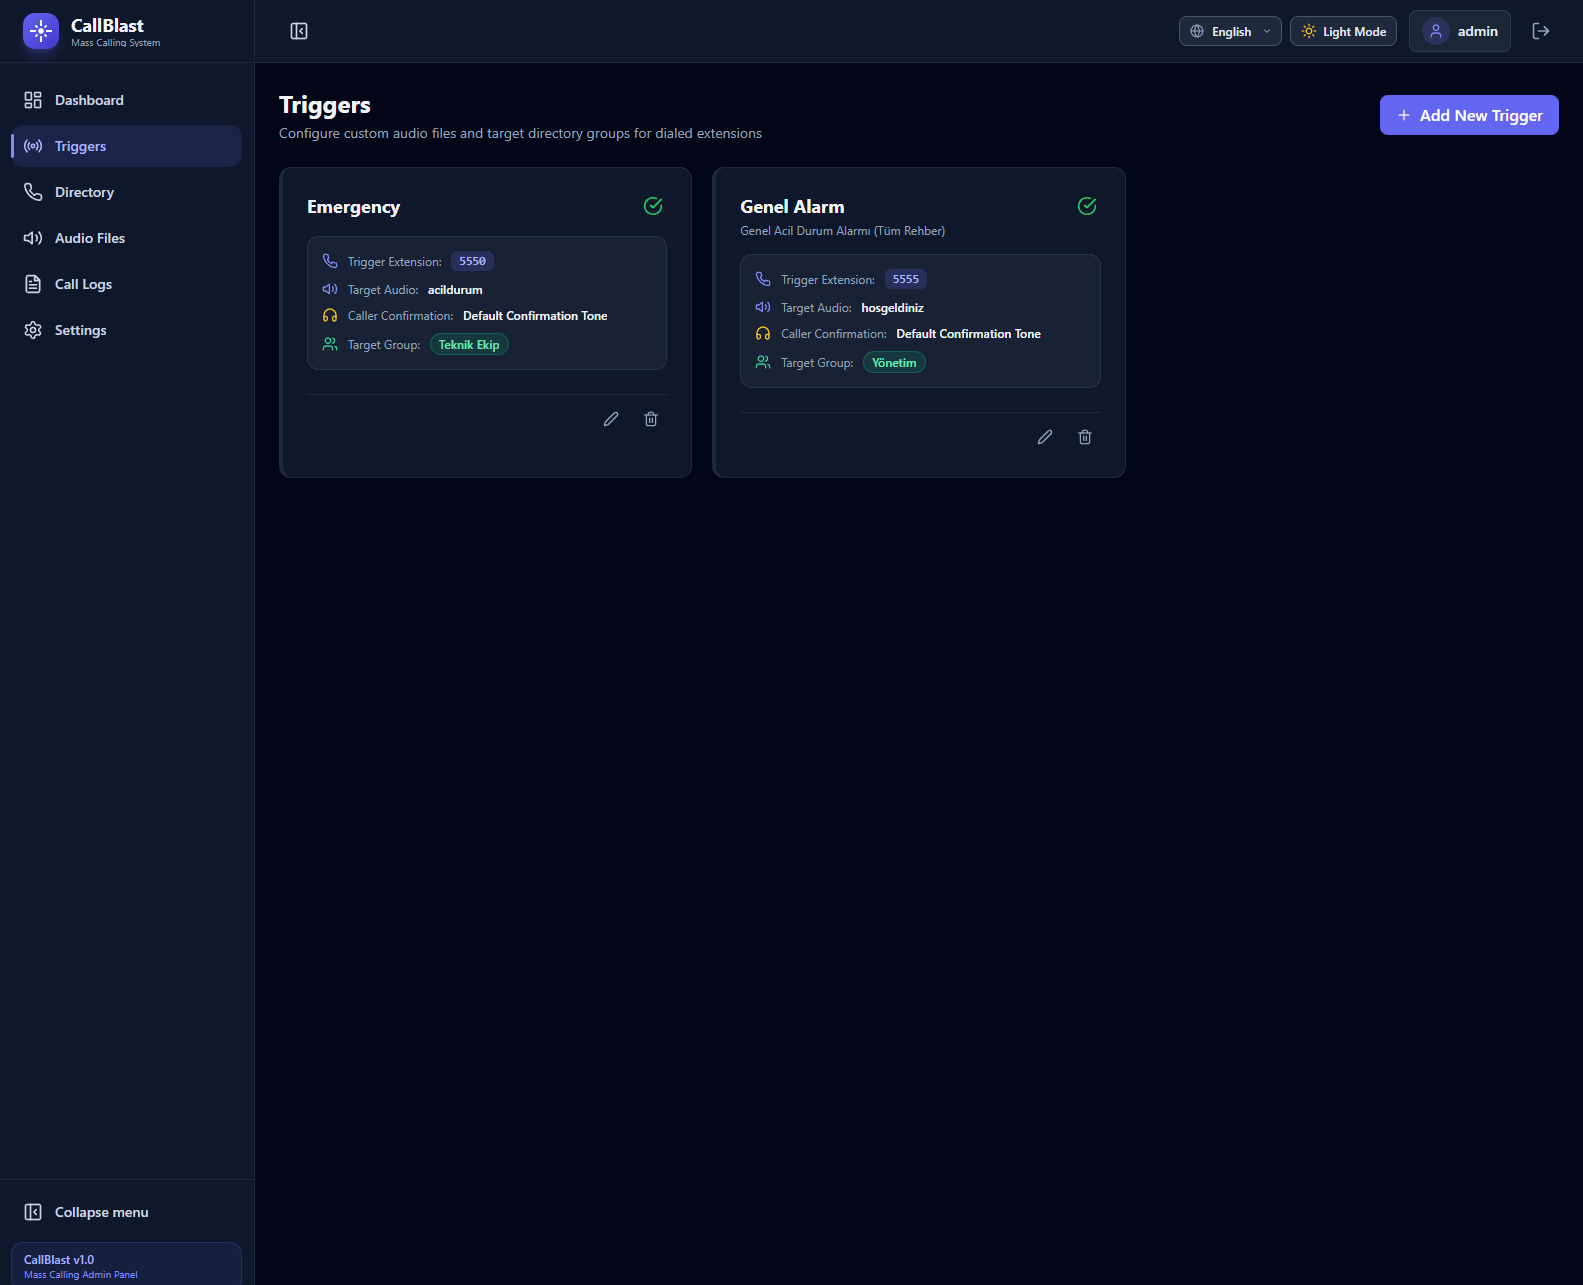 CallBlast
Mass Calling System
English
Light Mode
admin
Dashboard
Triggers
Directory
Audio Files
Call Logs
Settings
Triggers
Configure custom audio files and target directory groups for dialed extensions
Add New Trigger
Emergency
Trigger Extension: 5550
Target Audio: acildurum
Caller Confirmation: Default Confirmation Tone
Target Group: Teknik Ekip
Genel Alarm
Genel Acil Durum Alarmı (Tüm Rehber)
Trigger Extension: 5555
Target Audio: hosgeldiniz
Caller Confirmation: Default Confirmation Tone
Target Group: Yönetim
Collapse menu
CallBlast v1.0
Mass Calling Admin Panel